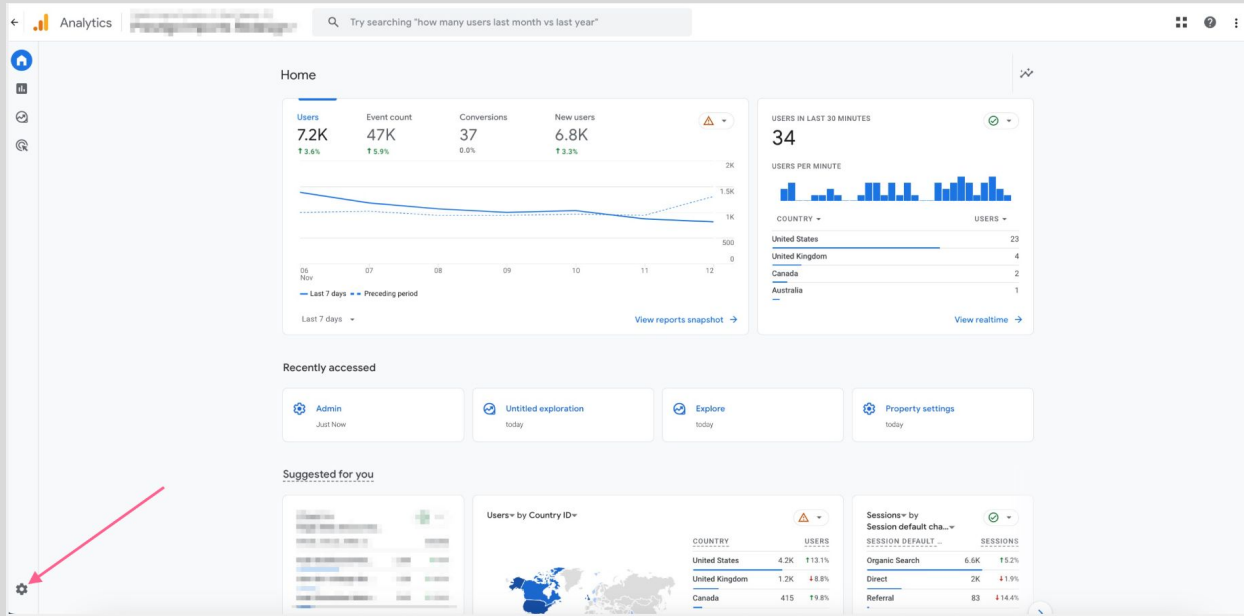 Analytics
Try searching "how many users last month vs last year"
Home
Users Event count Conversions New users
7.2K 47K 37 6.8K
↑ 3.6% ↑ 5.9% 0.0% ↑ 3.3%
2K
1.5K
1K
500
0
06 07 08 09 10 11 12
Nov
Last 7 days Preceding period
Last 7 days
View reports snapshot
USERS IN LAST 30 MINUTES
34
USERS PER MINUTE
COUNTRY USERS
United States 23
United Kingdom 4
Canada 2
Australia 1
View realtime
Recently accessed
Admin
Just Now
Untitled exploration
today
Explore
today
Property settings
today
Suggested for you
Users by Country ID
COUNTRY USERS
United States 4.2K ↑13.1%
United Kingdom 1.2K ↓8.8%
Canada 415 ↑9.8%
Sessions by
Session default cha...
SESSION DEFAULT ... SESSIONS
Organic Search 6.6K ↑5.2%
Direct 2K ↓1.9%
Referral 83 ↓14.4%